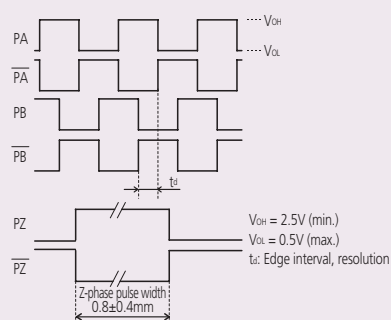 PA
VOH
VOL
PA
PB
PB
td
PZ
PZ
Z-phase pulse width
0.8±0.4mm
VOH = 2.5V (min.)
VOL = 0.5V (max.)
td: Edge interval, resolution